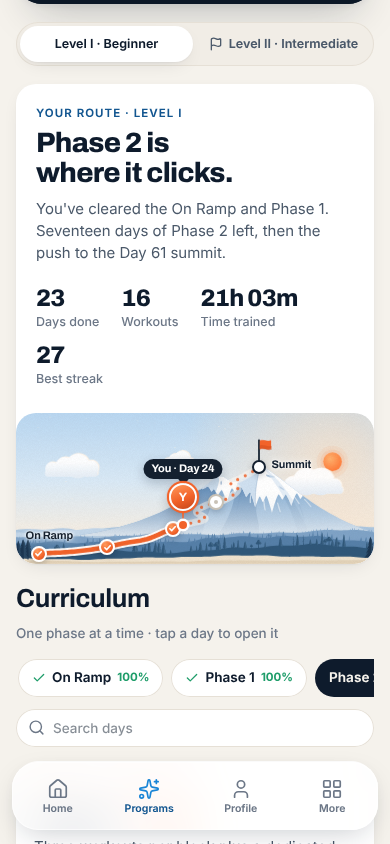 Level I · Beginner
Level II · Intermediate
YOUR ROUTE · LEVEL I
Phase 2 is
where it clicks.
You've cleared the On Ramp and Phase 1.
Seventeen days of Phase 2 left, then the
push to the Day 61 summit.
23
Days done
16
Workouts
21h 03m
Time trained
27
Best streak
You · Day 24
Summit
Y
On Ramp
Curriculum
One phase at a time · tap a day to open it
On Ramp 100%
Phase 1 100%
Phase
Search days
Home
Programs
Profile
More